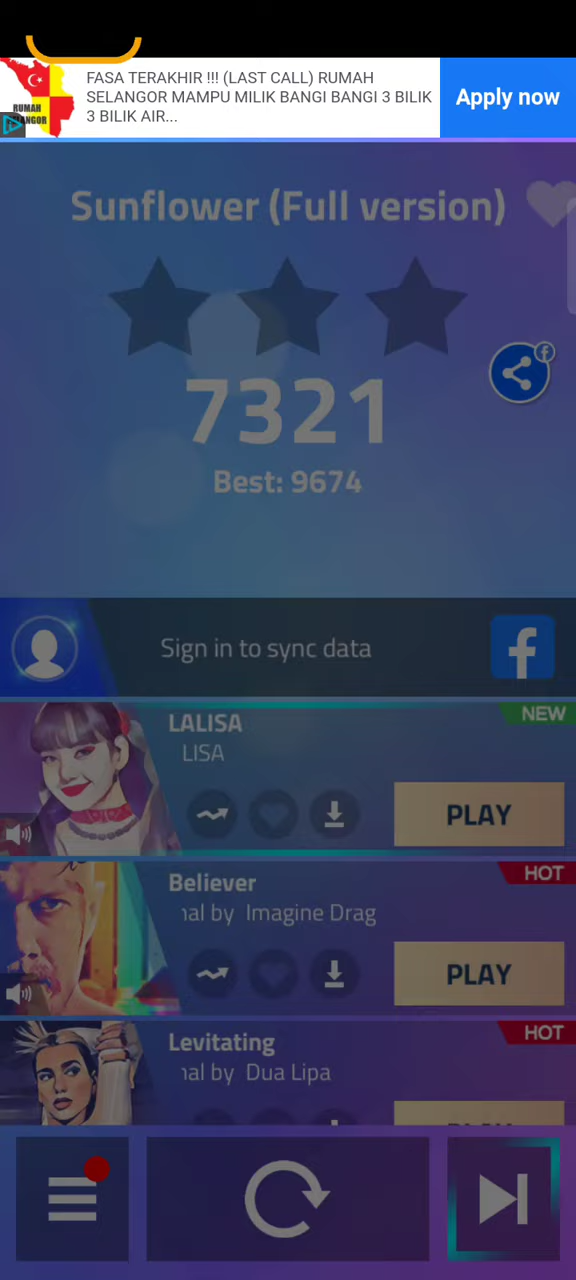 FASA TERAKHIR !!! (LAST CALL) RUMAH
SELANGOR MAMPU MILIK BANGI BANGI 3 BILIK
3 BILIK AIR...
Apply now
RUMAH
Sunflower (Full version)
7321
Best: 9674
Sign in to sync data
LALISA
LISA
NEW
PLAY
Believer
nal by Imagine Drag
HOT
PLAY
Levitating
nal by Dua Lipa
HOT